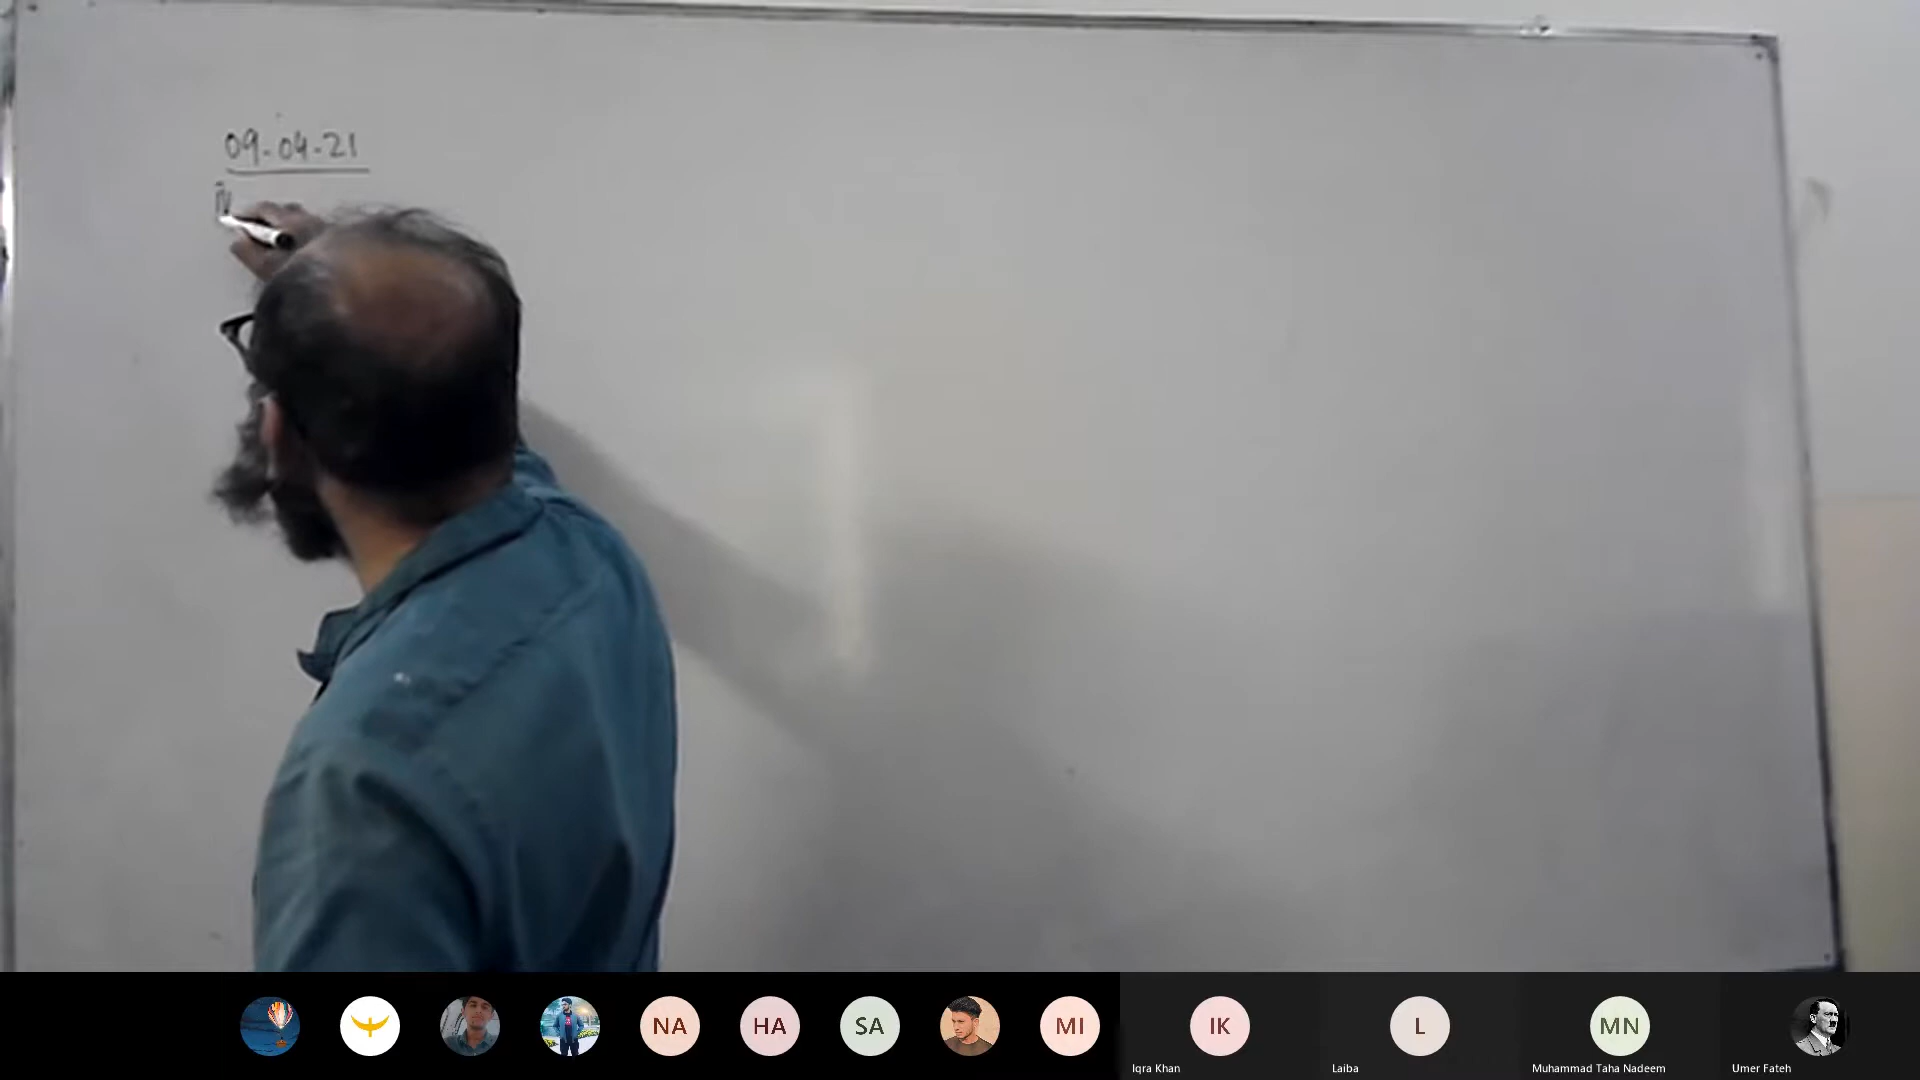 09-04-21
NA
HA
SA
MI
IK
L
MN
Iqra Khan
Laiba
Muhammad Taha Nadeem
Umer Fateh